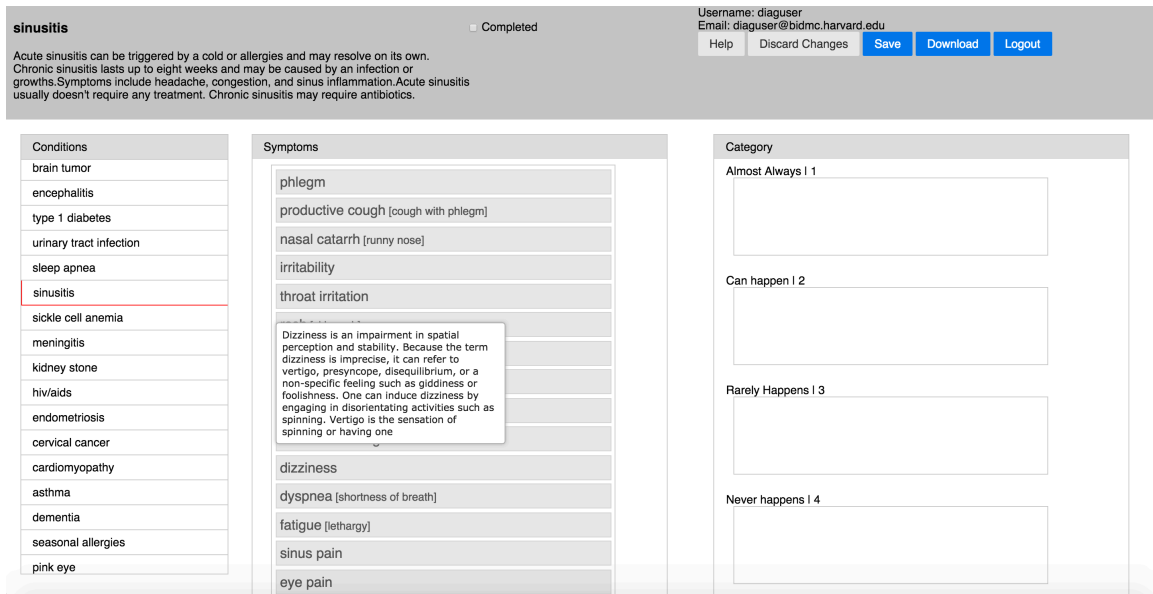 sinusitis
Completed
Username: diaguser
Email: diaguser@bidmc.harvard.edu
Help
Discard Changes
Save
Download
Logout
Acute sinusitis can be triggered by a cold or allergies and may resolve on its own.
Chronic sinusitis lasts up to eight weeks and may be caused by an infection or
growths.Symptoms include headache, congestion, and sinus inflammation.Acute sinusitis
usually doesn't require any treatment. Chronic sinusitis may require antibiotics.
Conditions
brain tumor
encephalitis
type 1 diabetes
urinary tract infection
sleep apnea
sinusitis
sickle cell anemia
meningitis
kidney stone
hiv/aids
endometriosis
cervical cancer
cardiomyopathy
asthma
dementia
seasonal allergies
pink eye
Symptoms
phlegm
productive cough [cough with phlegm]
nasal catarrh [runny nose]
irritability
throat irritation
Dizziness is an impairment in spatial
perception and stability. Because the term
dizziness is imprecise, it can refer to
vertigo, presyncope, disequilibrium, or a
non-specific feeling such as giddiness or
foolishness. One can induce dizziness by
engaging in disorientating activities such as
spinning. Vertigo is the sensation of
spinning or having one
dizziness
dyspnea [shortness of breath]
fatigue [lethargy]
sinus pain
eye pain
Category
Almost Always | 1
Can happen | 2
Rarely Happens | 3
Never happens | 4